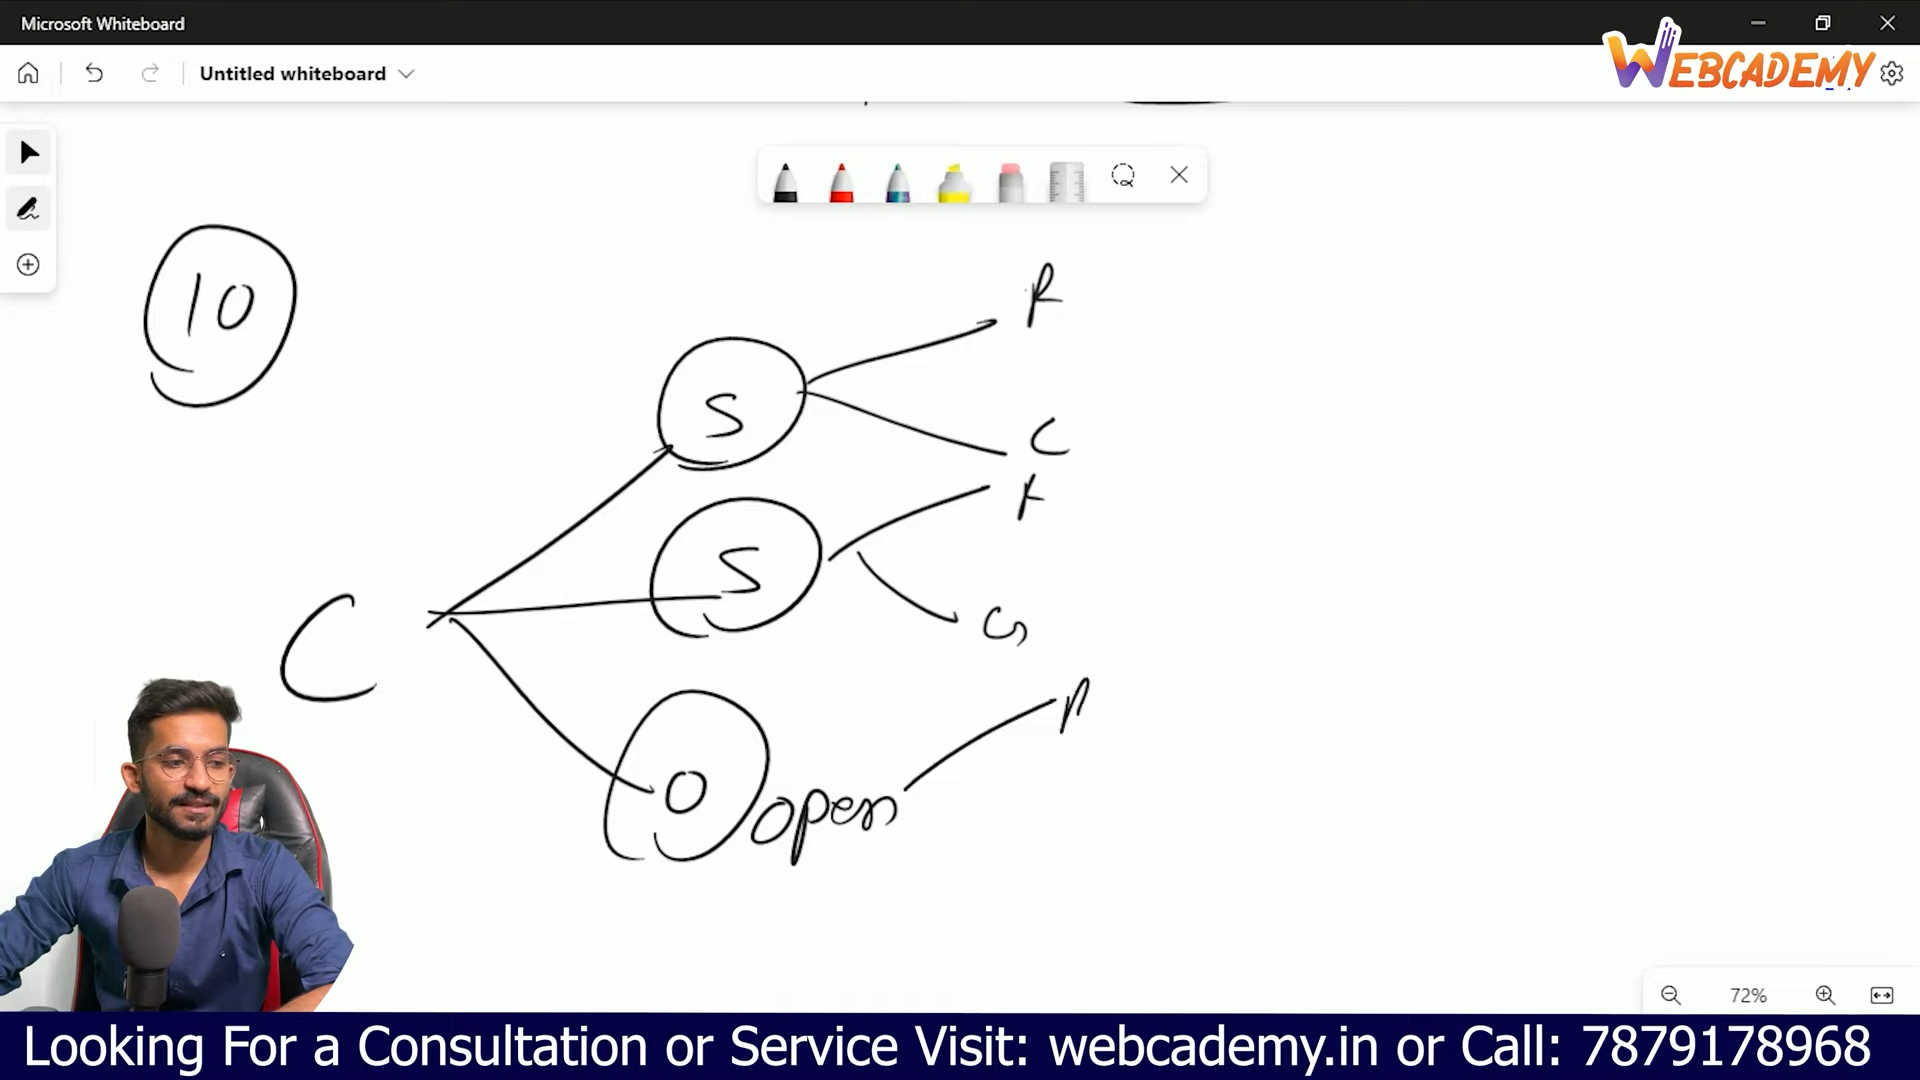 Microsoft Whiteboard
Untitled whiteboard
WEBCADEMY
10
S
C
S
C
O open
72%
Looking For a Consultation or Service Visit: webcademy.in or Call: 7879178968